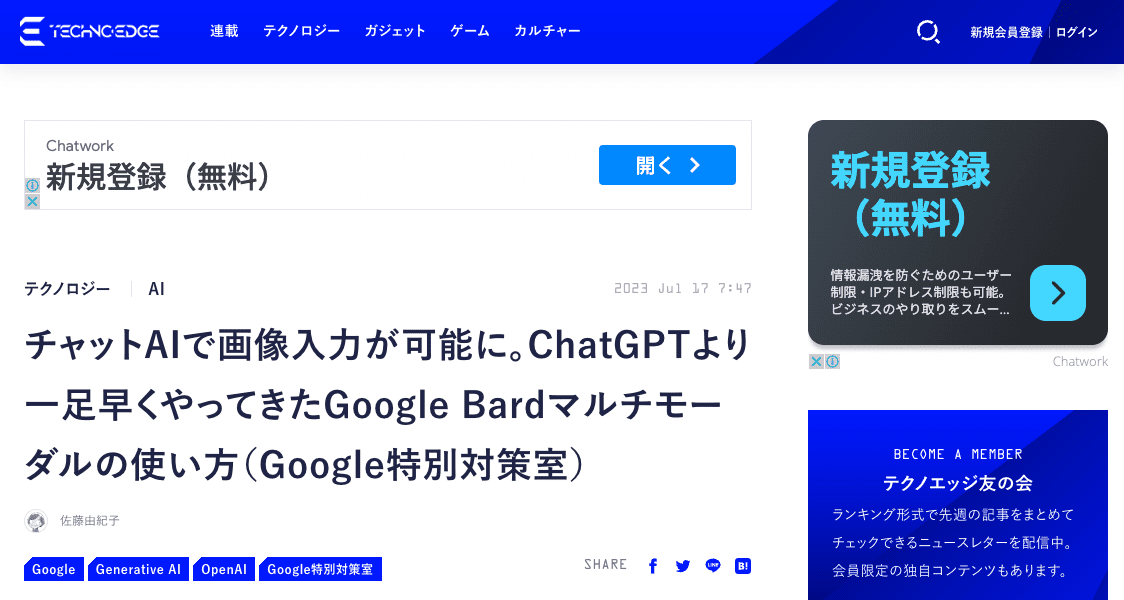 TECHNO-EDGE
連載 テクノロジー ガジェット ゲーム カルチャー
新規会員登録 | ログイン
Chatwork
新規登録（無料）
開く
テクノロジー AI
2023 Jul 17 7:47
チャットAIで画像入力が可能に。ChatGPTより
一足早くやってきたGoogle Bardマルチモー
ダルの使い方（Google特別対策室）
佐藤由紀子
Google Generative AI OpenAI Google特別対策室
SHARE
LINE
B!
新規登録
（無料）
情報漏洩を防ぐためのユーザー
制限・IPアドレス制限も可能。
ビジネスのやり取りをスムー...
Chatwork
BECOME A MEMBER
テクノエッジ友の会
ランキング形式で先週の記事をまとめて
チェックできるニュースレターを配信中。
会員限定の独自コンテンツもあります。